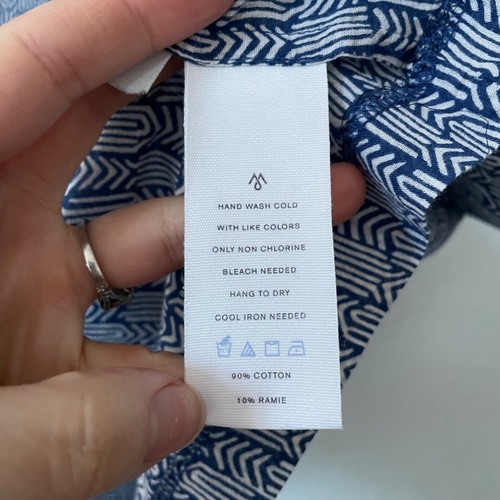 HAND WASH COLD
WITH LIKE COLORS
ONLY NON CHLORINE
BLEACH NEEDED
HANG TO DRY
COOL IRON NEEDED
90% COTTON
10% RAMIE